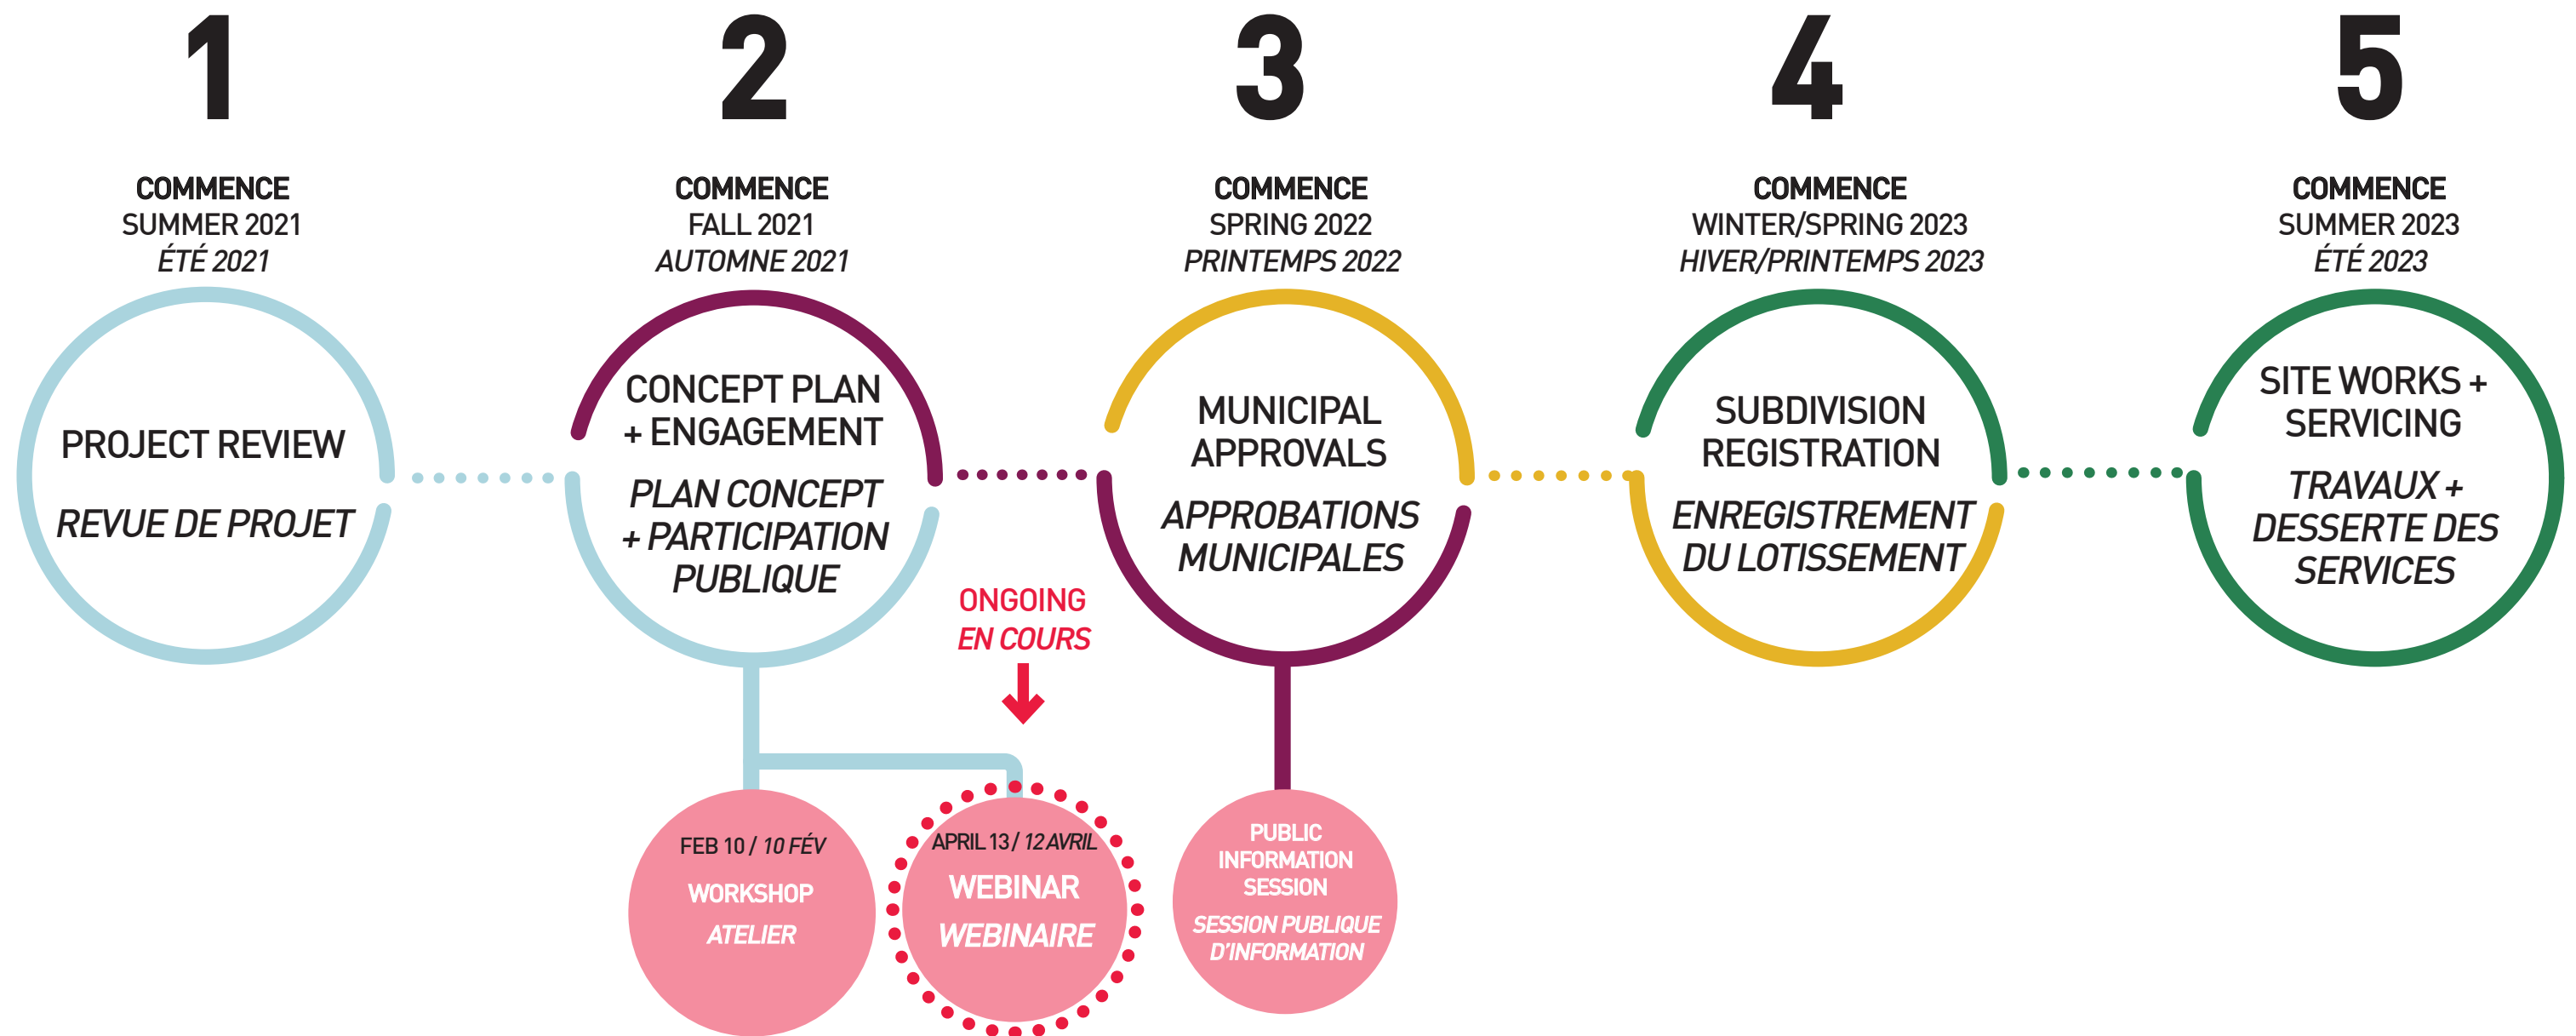 1
COMMENCE
SUMMER 2021
ÉTÉ 2021
PROJECT REVIEW
REVUE DE PROJET
2
COMMENCE
FALL 2021
AUTOMNE 2021
CONCEPT PLAN
+ ENGAGEMENT
PLAN CONCEPT
+ PARTICIPATION
PUBLIQUE
FEB 10 / 10 FÉV
WORKSHOP
ATELIER
ONGOING
EN COURS
APRIL 13 / 12 AVRIL
WEBINAR
WEBINAIRE
3
COMMENCE
SPRING 2022
PRINTEMPS 2022
MUNICIPAL
APPROVALS
APPROBATIONS
MUNICIPALES
PUBLIC
INFORMATION
SESSION
SESSION PUBLIQUE
D'INFORMATION
4
COMMENCE
WINTER/SPRING 2023
HIVER/PRINTEMPS 2023
SUBDIVISION
REGISTRATION
ENREGISTREMENT
DU LOTISSEMENT
5
COMMENCE
SUMMER 2023
ÉTÉ 2023
SITE WORKS +
SERVICING
TRAVAUX +
DESSERTE DES
SERVICES